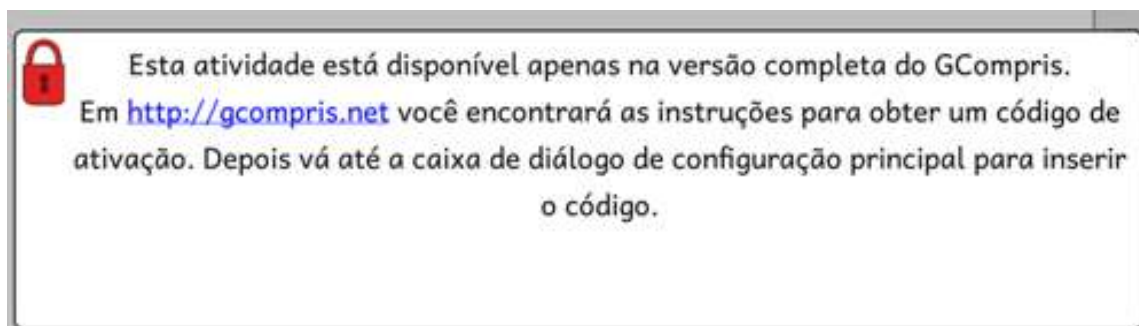 Esta atividade está disponível apenas na versão completa do GCompris.
Em http://gcompris.net você encontrará as instruções para obter um código de
ativação. Depois vá até a caixa de diálogo de configuração principal para inserir
o código.